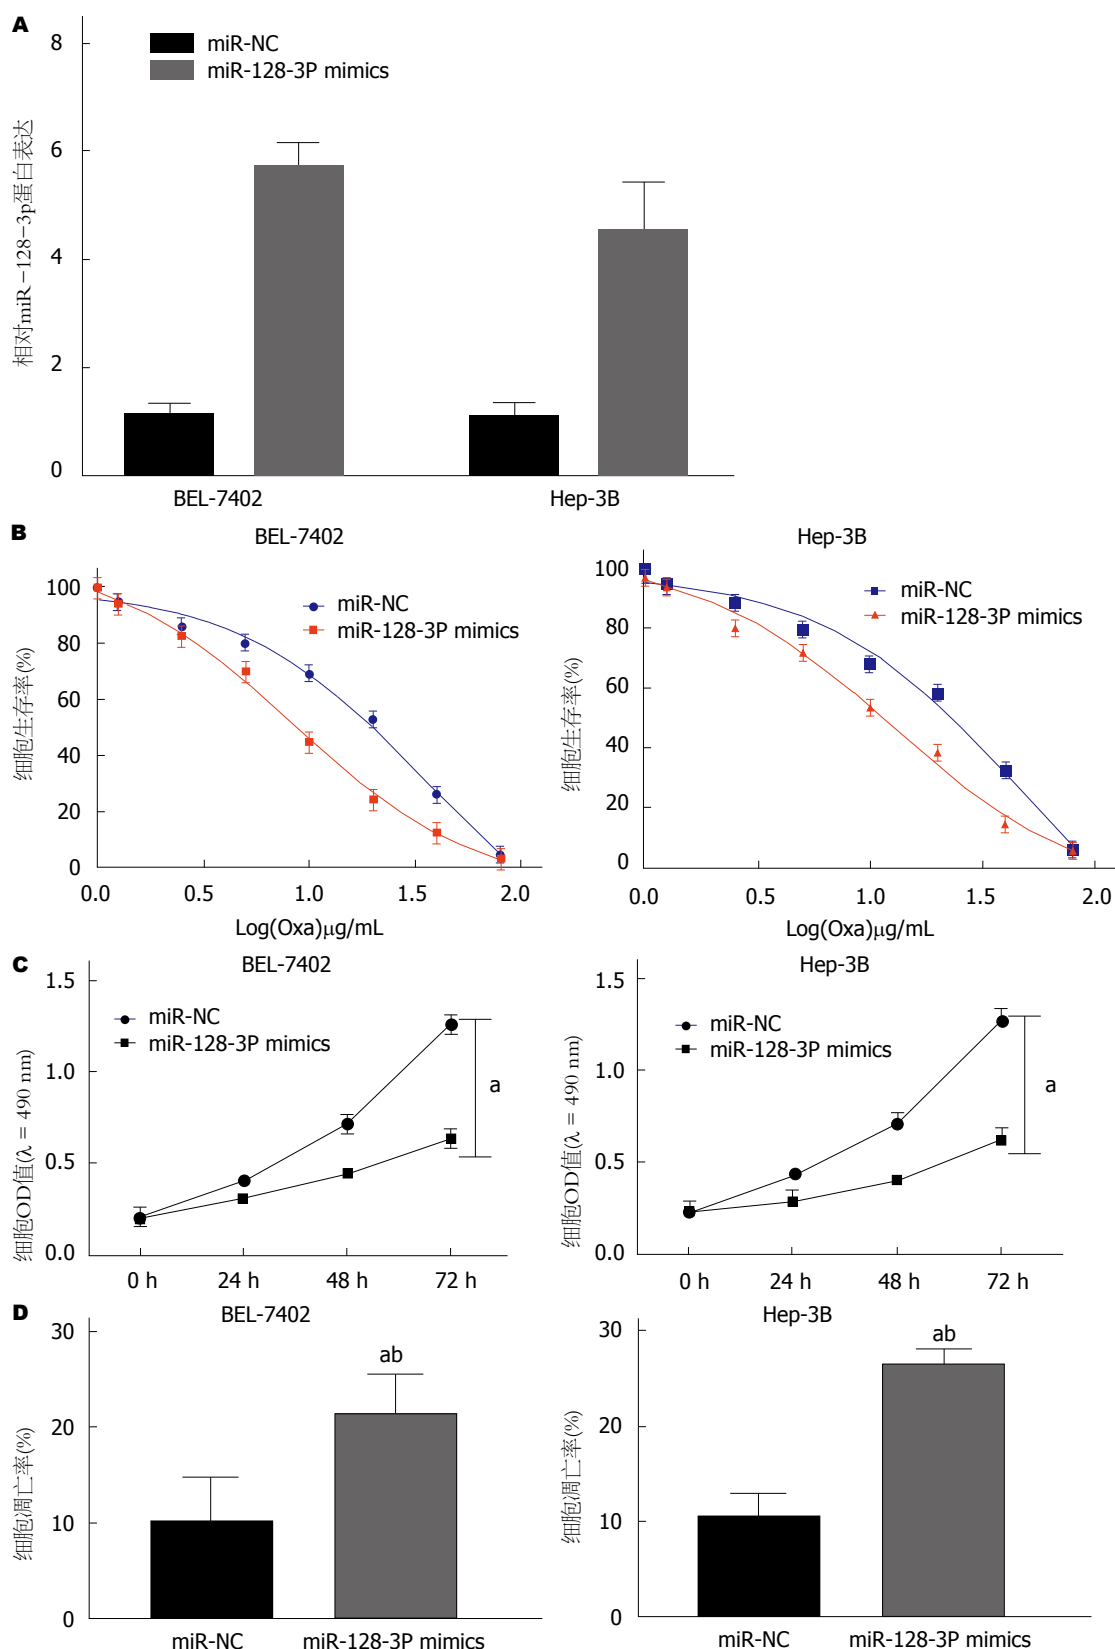 A
8
6
4
2
0
相对miR-128-3p蛋白表达
miR-NC
miR-128-3P mimics
BEL-7402
Hep-3B
B
BEL-7402
100
80
60
40
20
0
细胞生存率(%)
miR-NC
miR-128-3P mimics
0.0
0.5
1.0
1.5
2.0
Log(Oxa)μg/mL
Hep-3B
100
80
60
40
20
0
细胞生存率(%)
miR-NC
miR-128-3P mimics
0.0
0.5
1.0
1.5
2.0
Log(Oxa)μg/mL
C
BEL-7402
1.5
1.0
0.5
0.0
细胞OD值(λ = 490 nm)
miR-NC
miR-128-3P mimics
a
0 h
24 h
48 h
72 h
Hep-3B
1.5
1.0
0.5
0.0
细胞OD值(λ = 490 nm)
miR-NC
miR-128-3P mimics
a
0 h
24 h
48 h
72 h
D
BEL-7402
30
20
10
0
细胞凋亡率(%)
ab
miR-NC
miR-128-3P mimics
Hep-3B
30
20
10
0
细胞凋亡率(%)
ab
miR-NC
miR-128-3P mimics